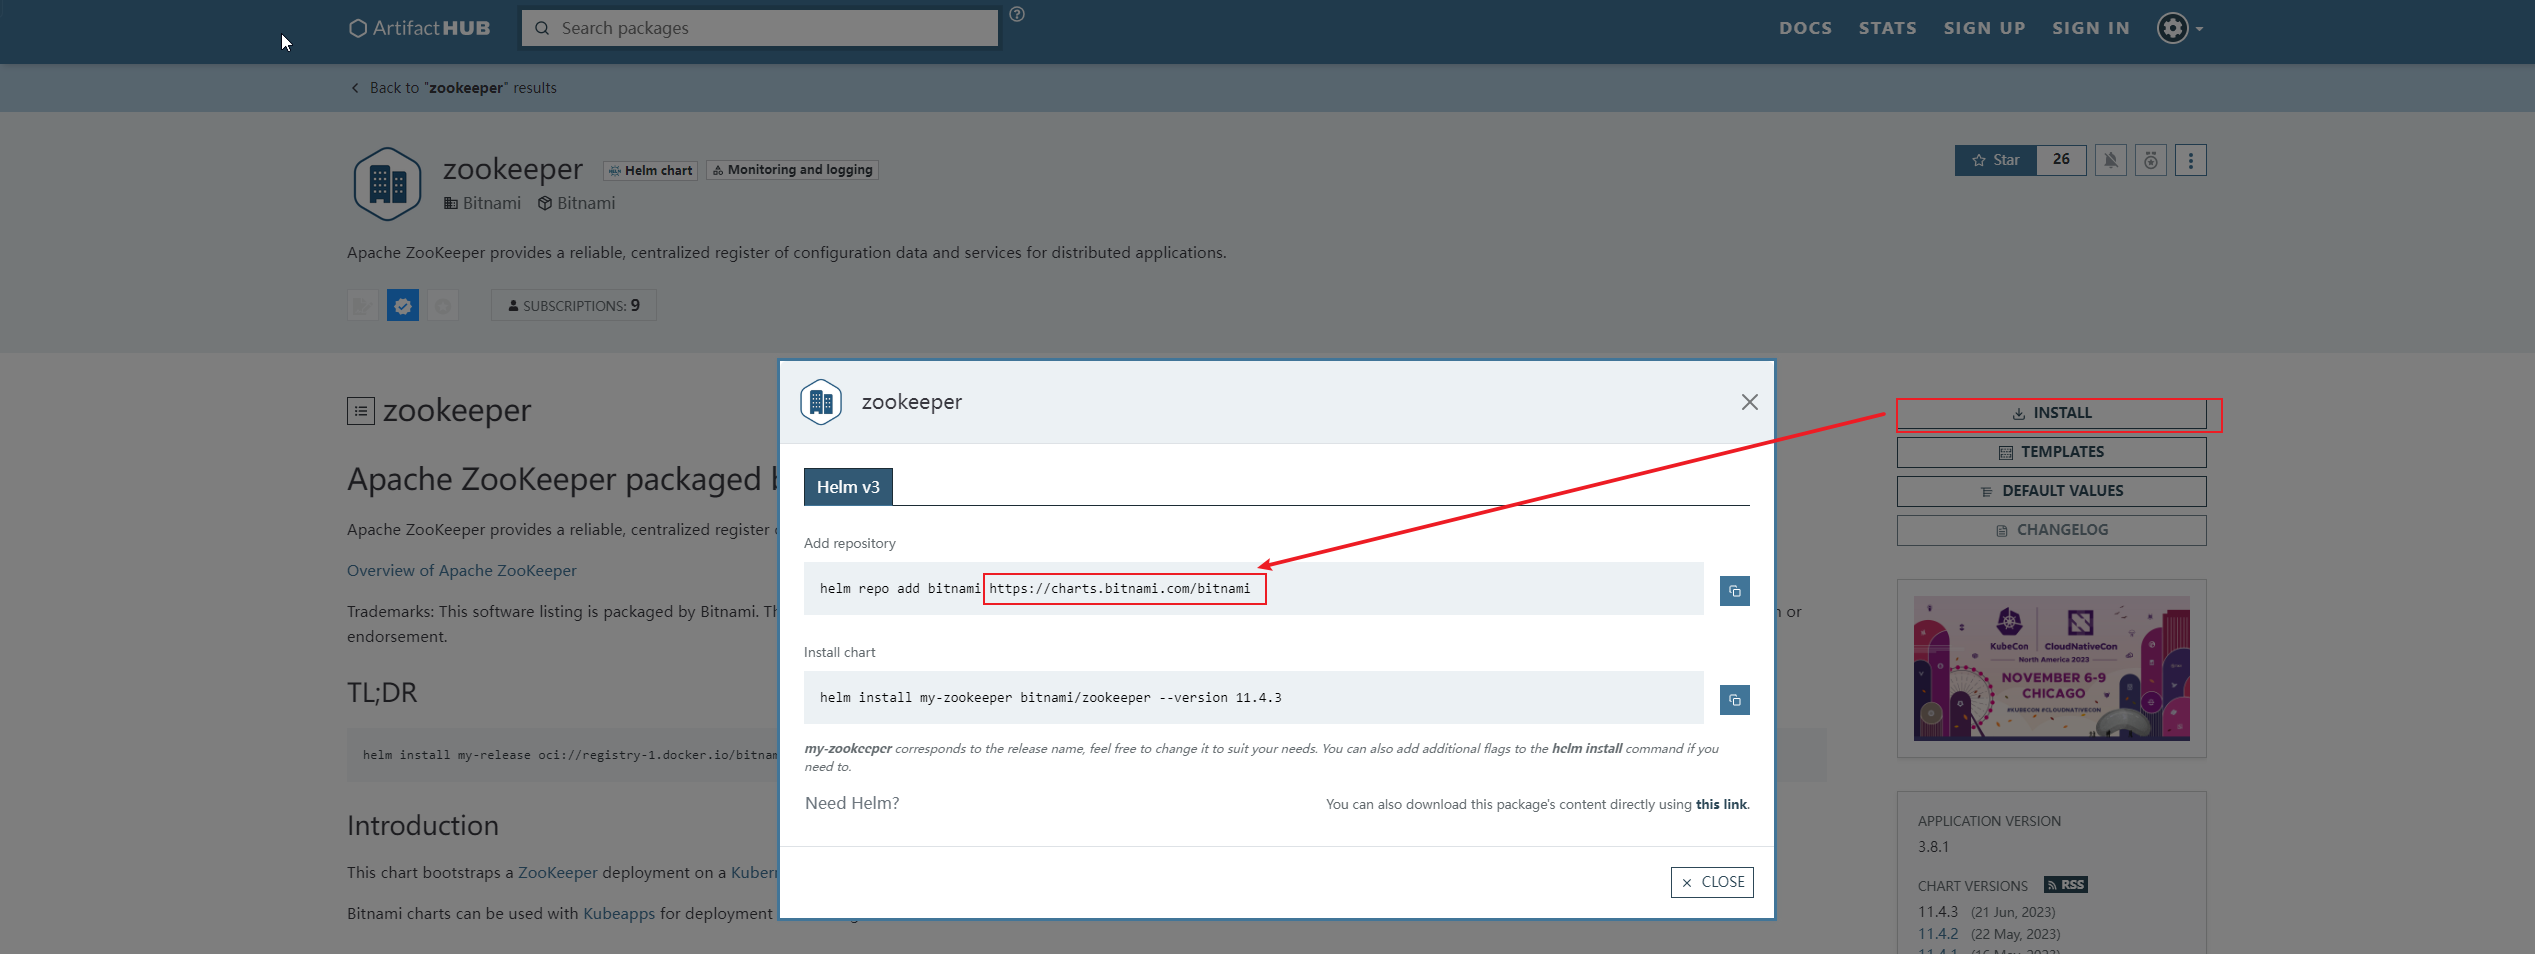 ArtifactHUB
Search packages
DOCS STATS SIGN UP SIGN IN
Back to "zookeeper" results
zookeeper
Helm chart
Monitoring and logging
Bitnami Bitnami
Star 26
Apache ZooKeeper provides a reliable, centralized register of configuration data and services for distributed applications.
SUBSCRIPTIONS: 9
zookeeper
Apache ZooKeeper packaged
Apache ZooKeeper provides a reliable, centralized register
Overview of Apache ZooKeeper
Trademarks: This software listing is packaged by Bitnami.
or
endorsement.
TL;DR
helm install my-release oci://registry-1.docker.io/bitnam
Introduction
This chart bootstraps a ZooKeeper deployment on a Kuber
Bitnami charts can be used with Kubeapps for deployment
zookeeper
Helm v3
Add repository
helm repo add bitnami https://charts.bitnami.com/bitnami
Install chart
helm install my-zookeeper bitnami/zookeeper --version 11.4.3
my-zookeeper corresponds to the release name, feel free to change it to suit your needs. You can also add additional flags to the helm install command if you
need to.
Need Helm?
You can also download this package's content directly using this link.
CLOSE
INSTALL
TEMPLATES
DEFAULT VALUES
CHANGELOG
KubeCon CloudNativeCon
North America 2023
NOVEMBER 6-9
CHICAGO
#KUBECON #CLOUDNATIVECON
APPLICATION VERSION
3.8.1
CHART VERSIONS RSS
11.4.3 (21 Jun, 2023)
11.4.2 (22 May, 2023)